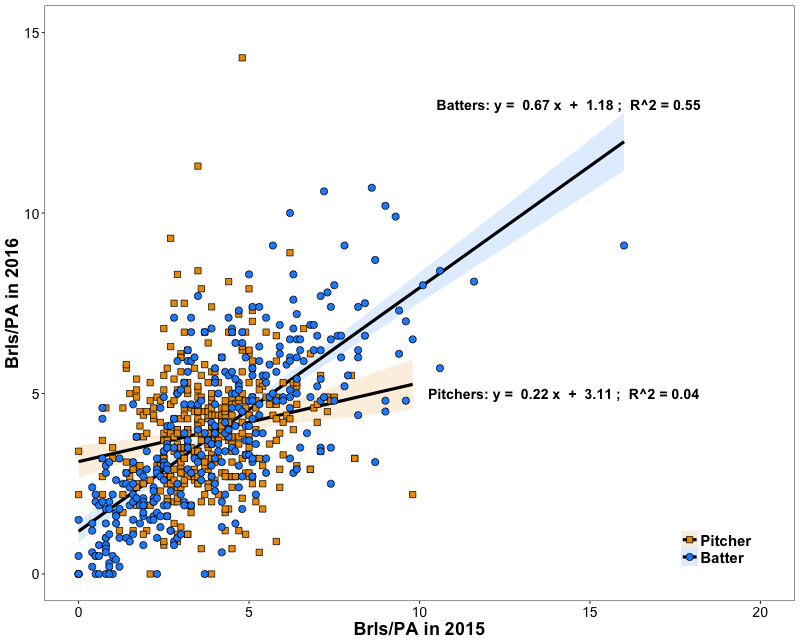 15
Batters: y = 0.67 x + 1.18 ; R^2 = 0.55
10
Brls/PA in 2016
5
Pitchers: y = 0.22 x + 3.11 ; R^2 = 0.04
Pitcher
Batter
0
0 5 10 15 20
Brls/PA in 2015